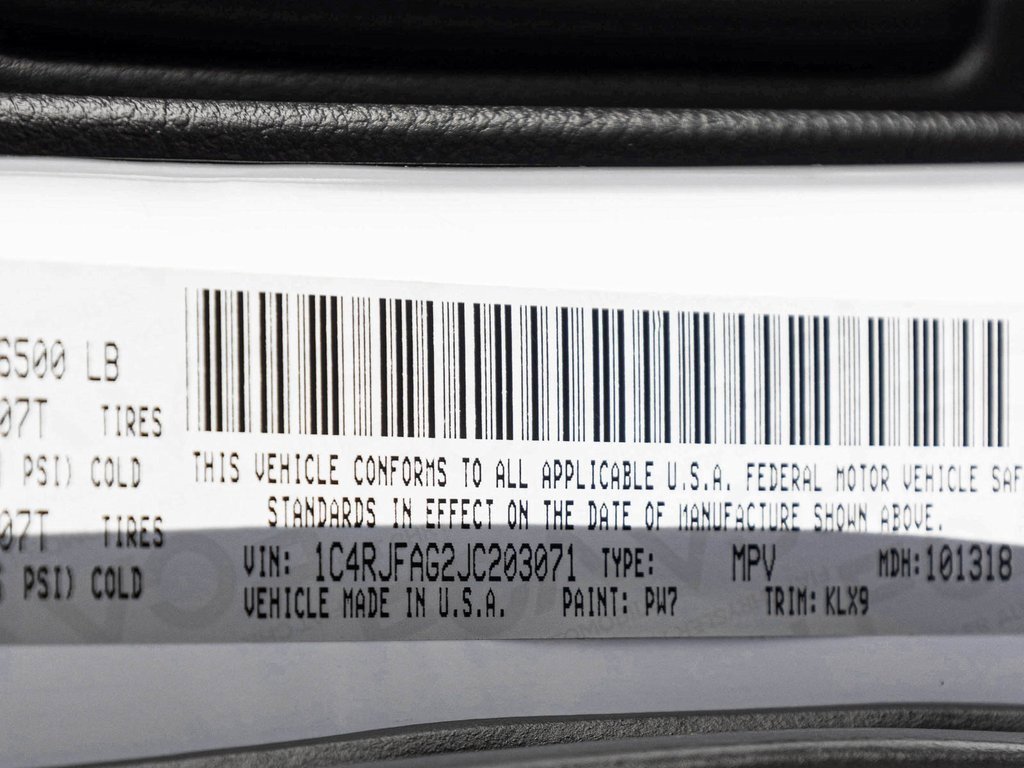 6500 LB
07T TIRES
PSI) COLD
07T TIRES
PSI) COLD
THIS VEHICLE CONFORMS TO ALL APPLICABLE U.S.A. FEDERAL MOTOR VEHICLE SAF
STANDARDS IN EFFECT ON THE DATE OF MANUFACTURE SHOWN ABOVE.
VIN: 1C4RJFAG2JC203071 TYPE: MPV MDH:101318
VEHICLE MADE IN U.S.A. PAINT: PW7 TRIM: KLX9